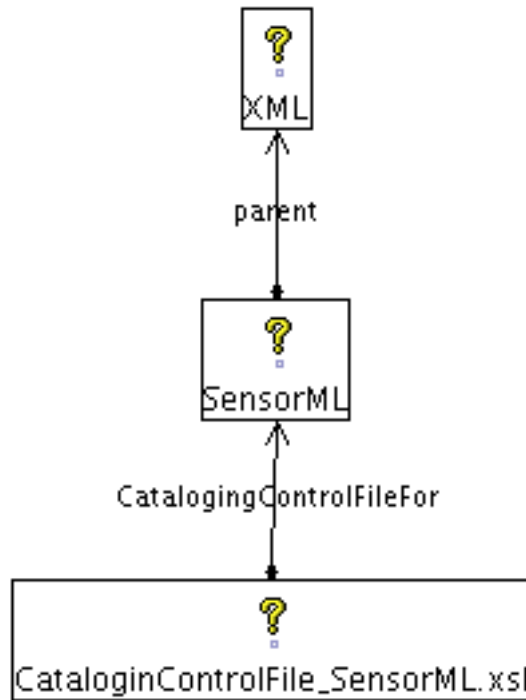 XML
parent
SensorML
CatalogingControlFileFor
CataloginControlFile_SensorML.xsl